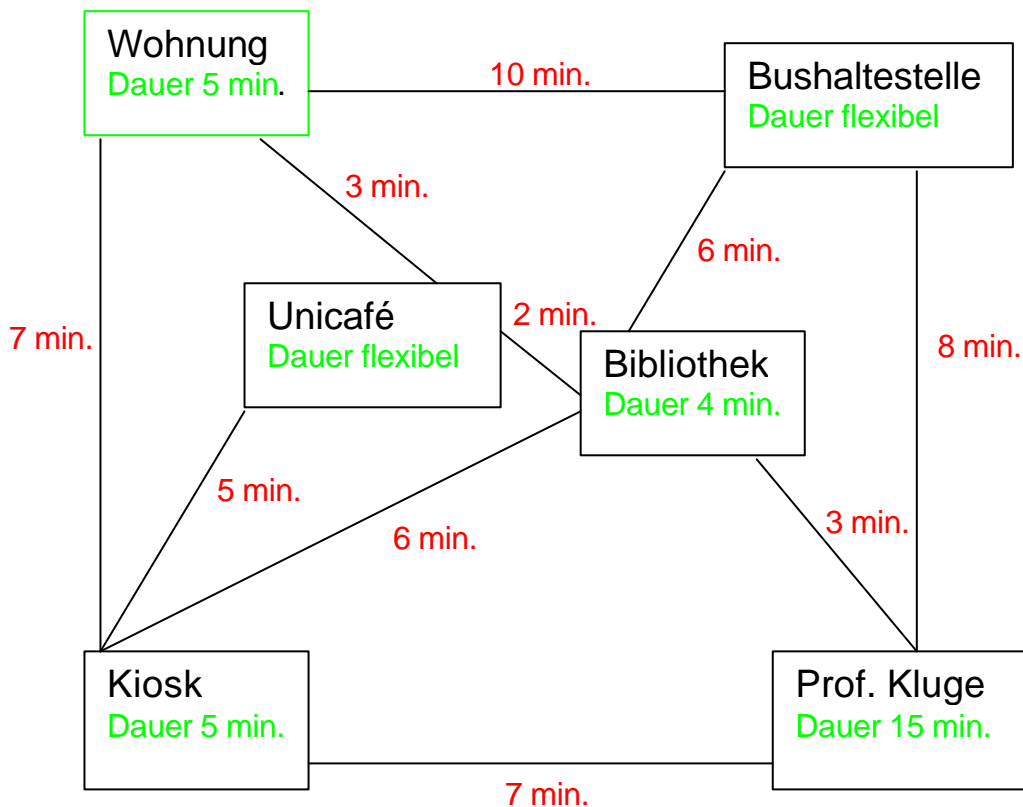 Wohnung
Dauer 5 min.
10 min.
Bushaltestelle
Dauer flexibel
3 min.
6 min.
Unicafé
Dauer flexibel
2 min.
7 min.
8 min.
Bibliothek
Dauer 4 min.
5 min.
6 min.
3 min.
Kiosk
Dauer 5 min.
Prof. Kluge
Dauer 15 min.
7 min.